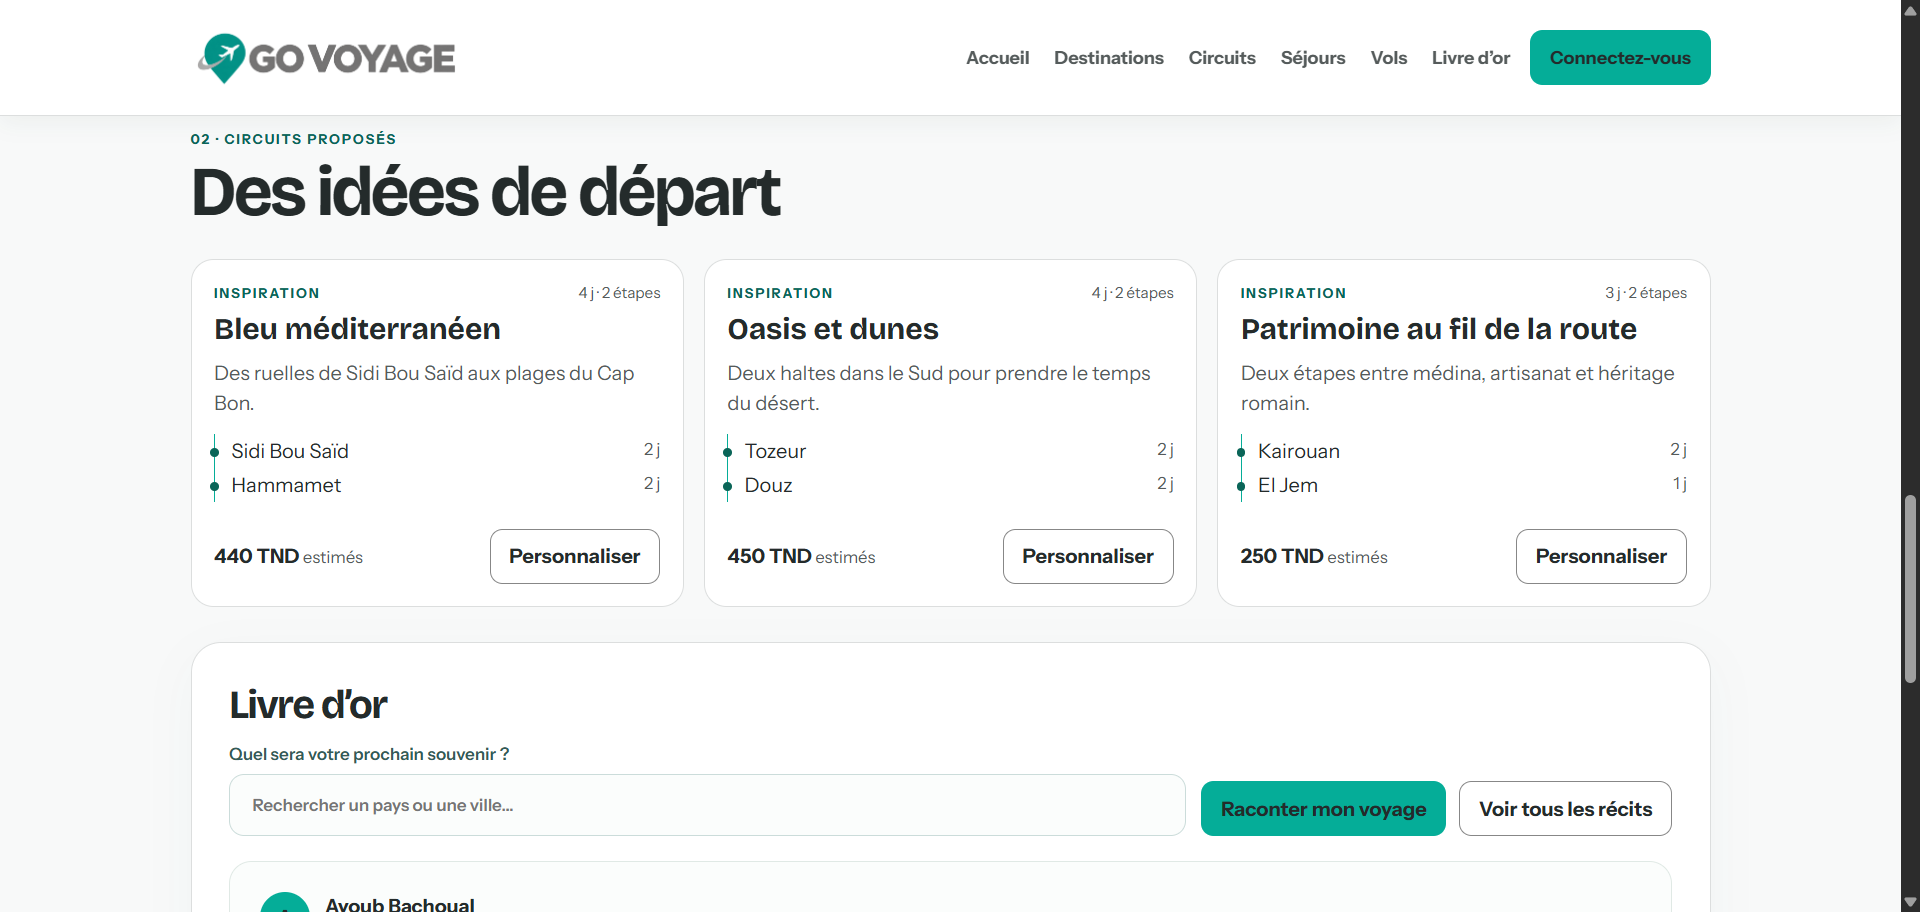 GO VOYAGE
Accueil Destinations Circuits Séjours Vols Livre d’or Connectez-vous
02 · CIRCUITS PROPOSÉS
Des idées de départ
INSPIRATION 4 j · 2 étapes
Bleu méditerranéen
Des ruelles de Sidi Bou Saïd aux plages du Cap
Bon.
Sidi Bou Saïd 2 j
Hammamet 2 j
440 TND estimés Personnaliser
INSPIRATION 4 j · 2 étapes
Oasis et dunes
Deux haltes dans le Sud pour prendre le temps
du désert.
Tozeur 2 j
Douz 2 j
450 TND estimés Personnaliser
INSPIRATION 3 j · 2 étapes
Patrimoine au fil de la route
Deux étapes entre médina, artisanat et héritage
romain.
Kairouan 2 j
El Jem 1 j
250 TND estimés Personnaliser
Livre d’or
Quel sera votre prochain souvenir ?
Rechercher un pays ou une ville... Raconter mon voyage Voir tous les récits
Ayoub Bachoual